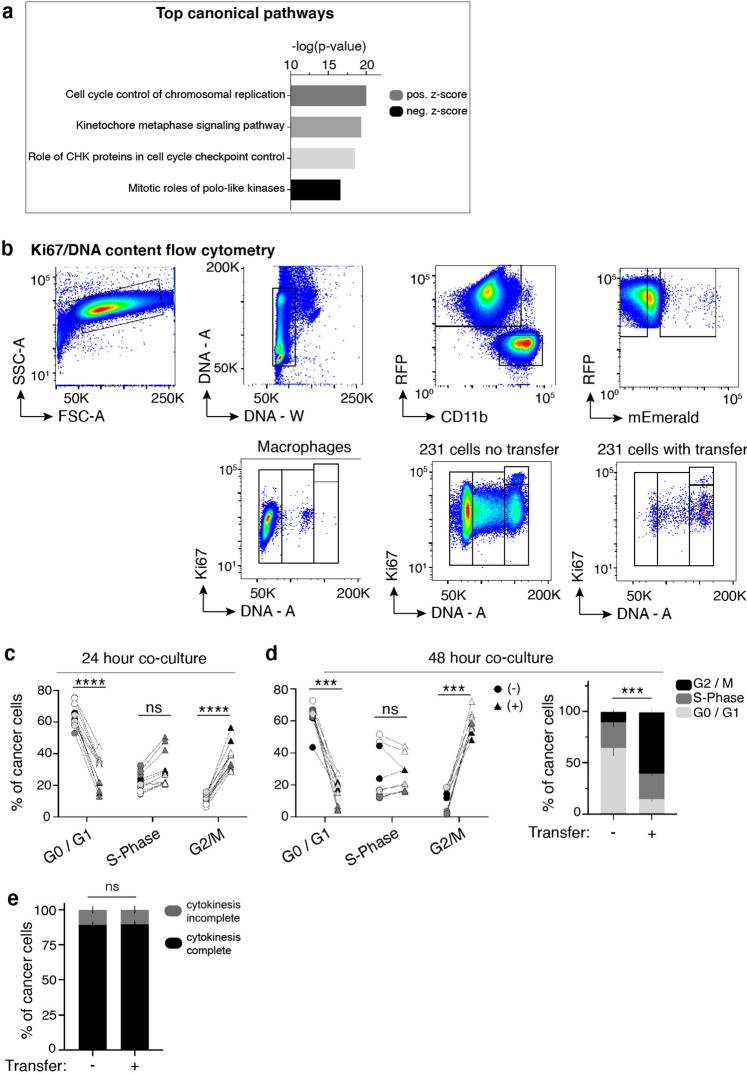 a
Top canonical pathways
-log(p-value)
10 15 20
Cell cycle control of chromosomal replication
Kinetochore metaphase signaling pathway
Role of CHK proteins in cell cycle checkpoint control
Mitotic roles of polo-like kinases
pos. z-score
neg. z-score
b Ki67/DNA content flow cytometry
10⁵
10¹
SSC-A
50K 250K
FSC-A
200K
50K
DNA - A
50K 200K
DNA - W
10⁵
10⁰
RFP
10⁵
CD11b
10⁵
10⁰
RFP
10⁵
mEmerald
Macrophages
10⁵
10¹
Ki67
50K 200K
DNA - A
231 cells no transfer
10⁵
10¹
Ki67
50K 200K
DNA - A
231 cells with transfer
10⁵
10¹
Ki67
50K 200K
DNA - A
c
24 hour co-culture
% of cancer cells
80
60
40
20
0
**** ns ****
G0 / G1 S-Phase G2/M
d
48 hour co-culture
% of cancer cells
80
60
40
20
0
*** ns ***
G0 / G1 S-Phase G2/M
(-)
(+)
% of cancer cells
100
50
0
***
Transfer: - +
G2 / M
S-Phase
G0 / G1
e
ns
% of cancer cells
100
75
50
25
0
Transfer: - +
cytokinesis
incomplete
cytokinesis
complete